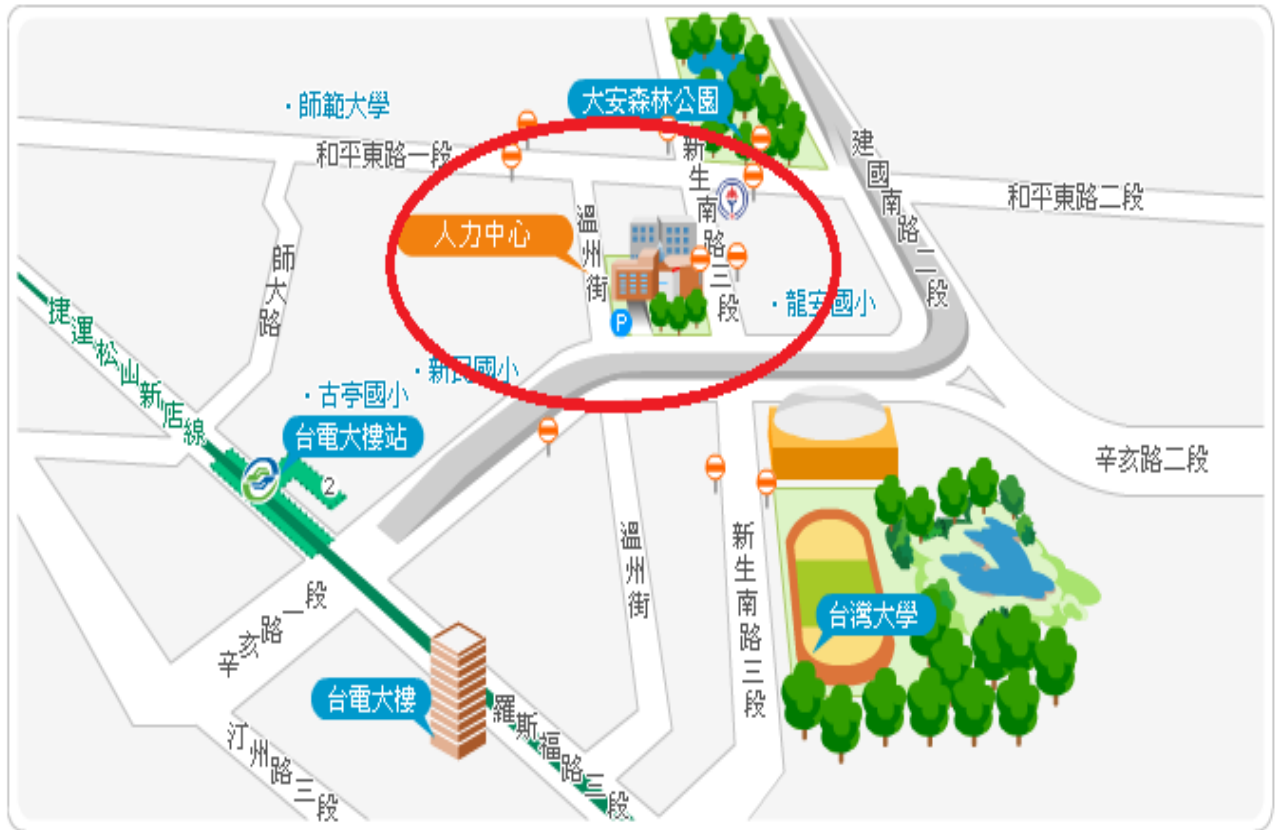 大安森林公園
師範大學
和平東路一段
新生南路三段
建國南路二段
和平東路二段
溫州街
人力中心
師大路
龍安國小
P
捷運松山新店線
新民國小
古亭國小
台電大樓站
2
辛亥路二段
溫州街
新生南路三段
辛亥路一段
台灣大學
台電大樓
羅斯福路三段
汀州路三段